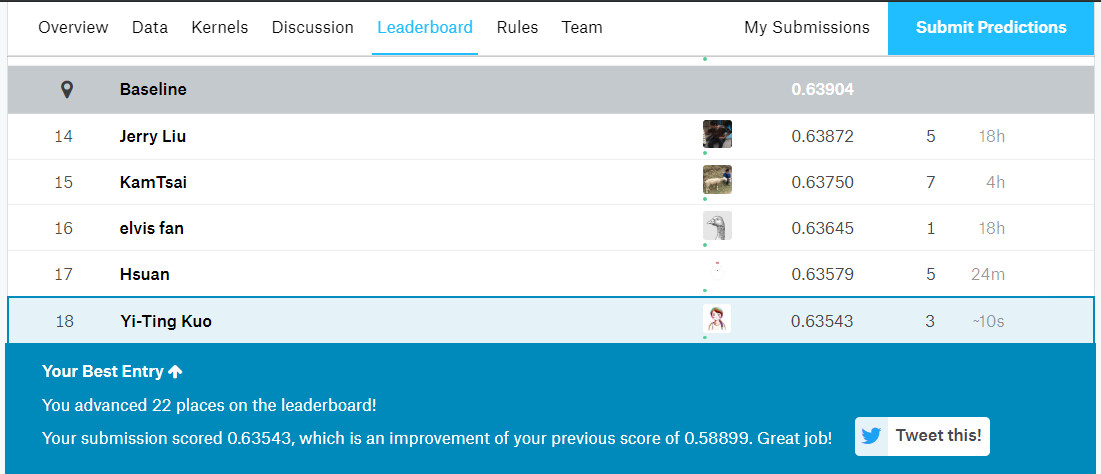 Overview Data Kernels Discussion Leaderboard Rules Team My Submissions Submit Predictions
Baseline 0.63904
14 Jerry Liu 0.63872 5 18h
15 KamTsai 0.63750 7 4h
16 elvis fan 0.63645 1 18h
17 Hsuan 0.63579 5 24m
18 Yi-Ting Kuo 0.63543 3 ~10s
Your Best Entry ↑
You advanced 22 places on the leaderboard!
Your submission scored 0.63543, which is an improvement of your previous score of 0.58899. Great job! Tweet this!